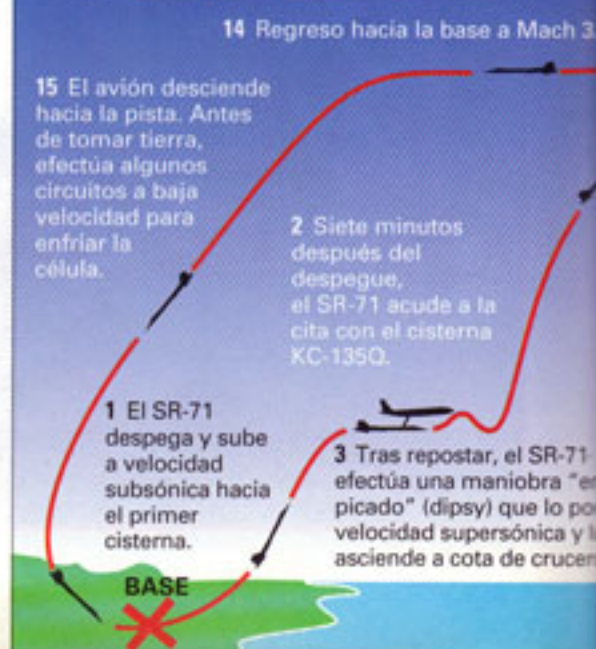 14 Regreso hacia la base a Mach 3
15 El avión desciende
hacia la pista. Antes
de tomar tierra,
efectúa algunos
circuitos a baja
velocidad para
enfriar la
célula.
2 Siete minutos
después del
despegue,
el SR-71 acude a la
cita con el cisterna
KC-135Q.
1 El SR-71
despega y sube
a velocidad
subsónica hacia
el primer
cisterna.
3 Tras repostar, el SR-71
efectúa una maniobra "e
picado" (dipsy) que lo po
velocidad supersónica y l
asciende a cota de crucer
BASE